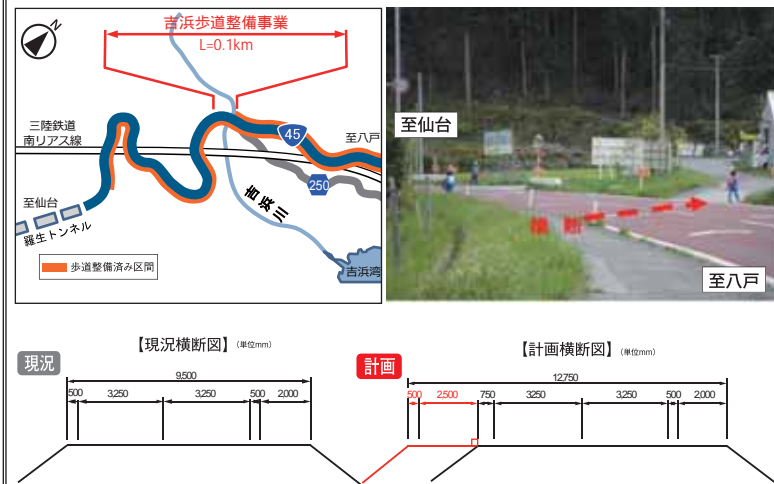 N
吉浜歩道整備事業
L=0.1km
三陸鉄道
南リアス線
45
至八戸
250
至仙台
羅生トンネル
吉浜川
吉浜湾
歩道整備済み区間
至仙台
横断
至八戸
【現況横断図】(単位mm)
現況
9,500
500 3,250 3,250 500 2,000
【計画横断図】(単位mm)
計画
12,750
500 2,500 750 3250 3,250 500 2,000